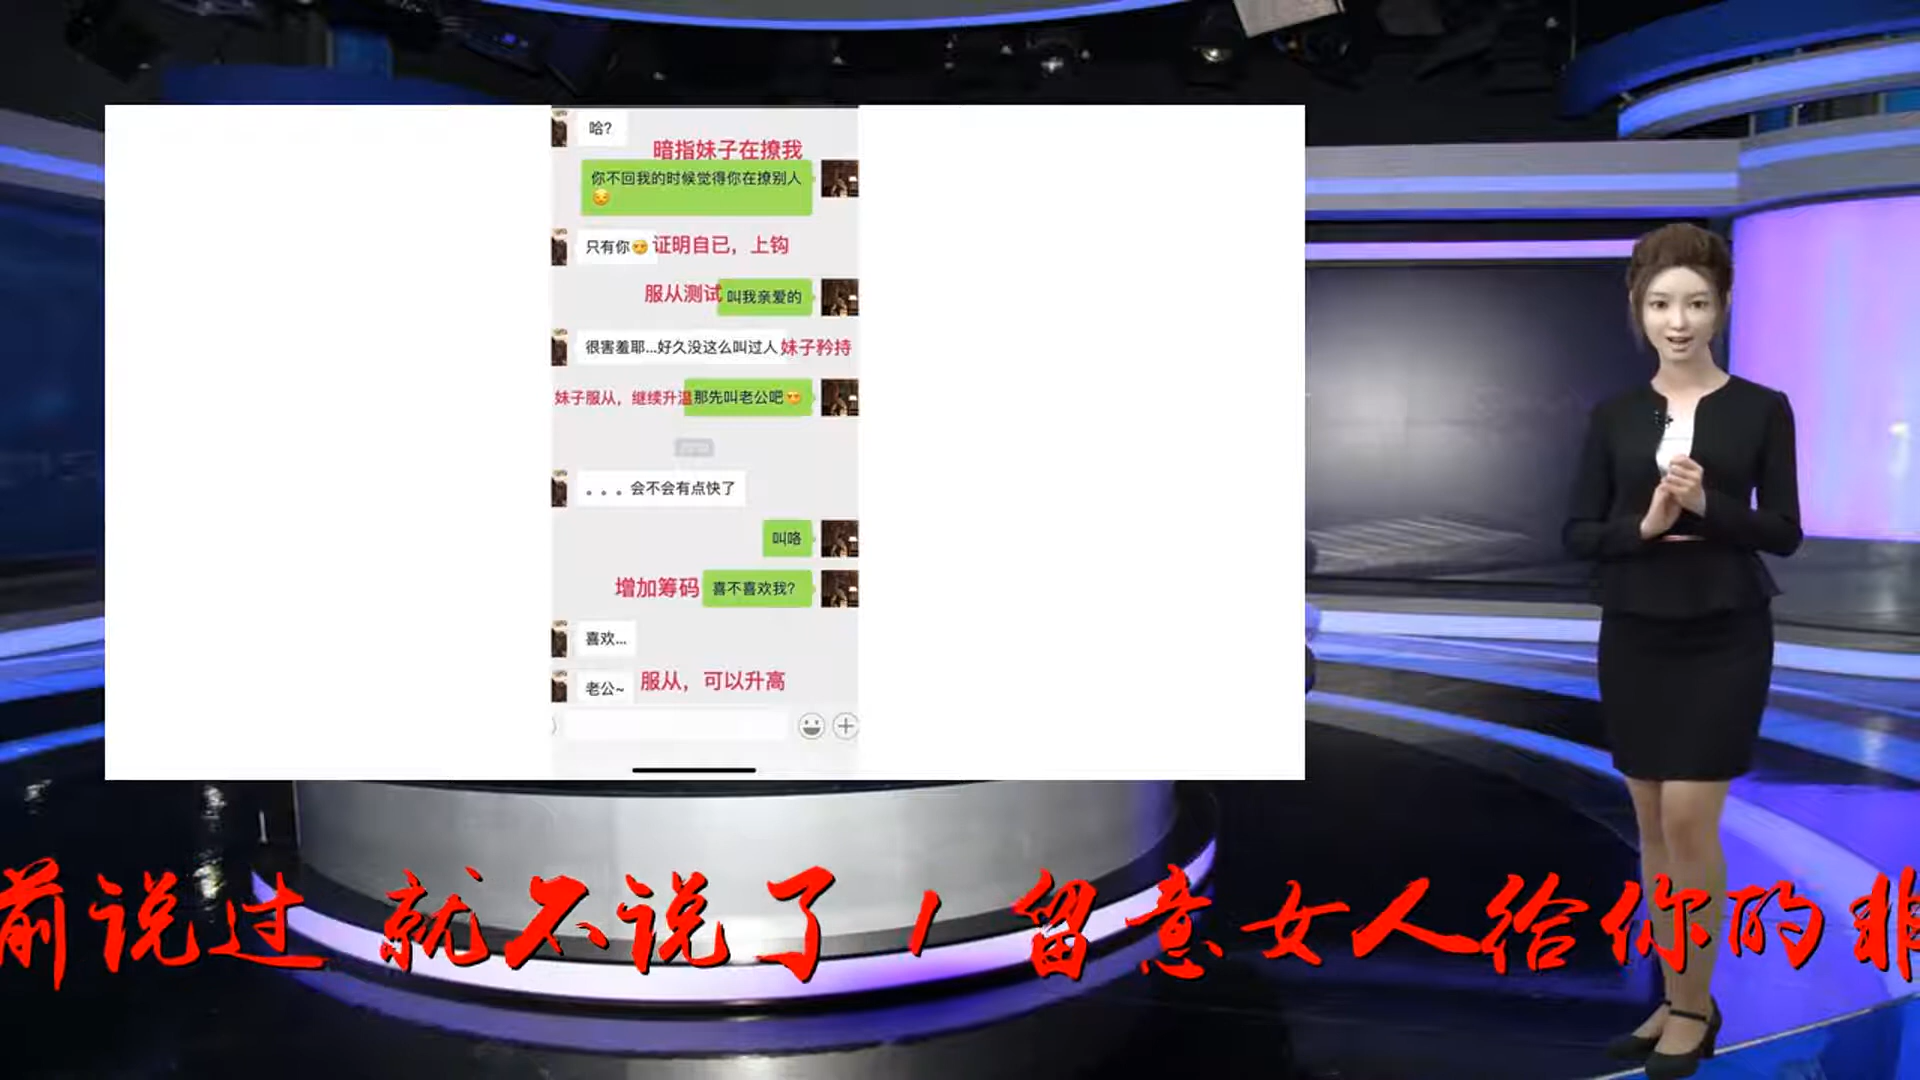 哈?
暗指妹子在撩我
你不回我的时候觉得你在撩别人
只有你
证明自已，上钩
服从测试
叫我亲爱的
很害羞耶...好久没这么叫过人
妹子矜持
妹子服从，继续升温
那先叫老公吧
。。。会不会有点快了
叫咯
增加筹码
喜不喜欢我?
喜欢...
老公~
服从，可以升高
前说过 就不说了 1 留意女人给你的非